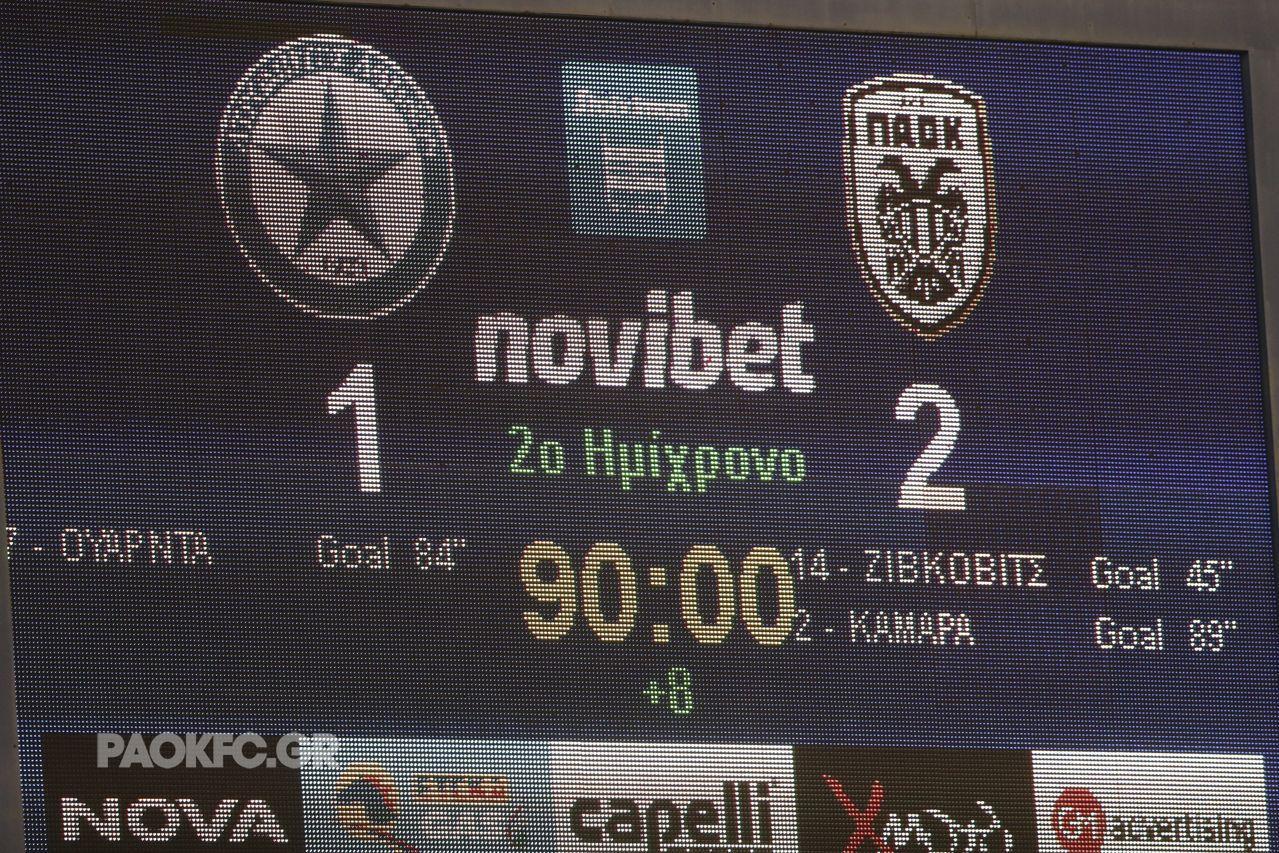 ΠΑΟΚ
novibet
1
2
2ο Ημίχρονο
7 - ΟΥΑΡΝΤΑ Goal 84"
90:00
14 - ΖΙΒΚΟΒΙΤΣ Goal 45"
2 - ΚΑΜΑΡΑ Goal 89"
+8
PAOKFC.GR
NOVA
capelli